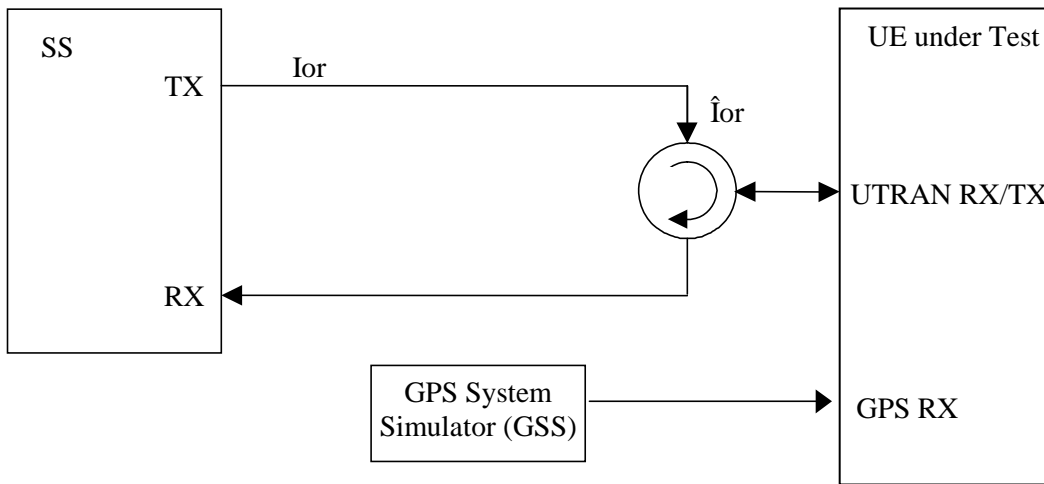 SS
UE under Test
TX
Ior
Îor
UTRAN RX/TX
RX
GPS System
Simulator (GSS)
GPS RX